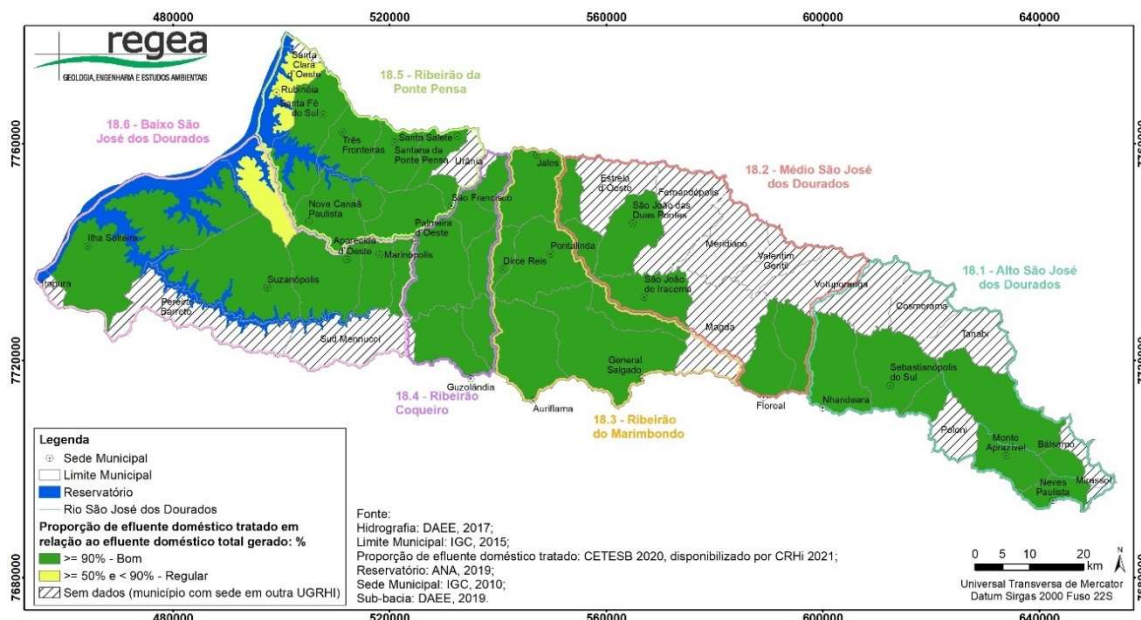 480000
520000
560000
600000
640000
regea
GEOLOGIA, ENGENHARIA E ESTUDOS AMBIENTAIS
Santa
Clara
d'Oeste
18.5 - Ribeirão da
Ponte Pensa
Rubinéia
Santa Fé
do Sul
18.6 - Baixo São
José dos Dourados
7760000
Três
Fronteiras
Santa Salete
Santana da
Ponte Pensa
Urânia
Jales
18.2 - Médio São José
dos Dourados
Estrela
d'Oeste
Fernandópolis
São Francisco
São João das
Duas Pontes
Nova Canaã
Paulista
Palmeira
d'Oeste
Meridiano
Ilha Solteira
Aparecida
d'Oeste
Marinópolis
Pontalinda
Dirce Reis
Valentim
Gentil
18.1 - Alto São José
dos Dourados
Itapura
Suzanápolis
São João
de Iracema
Votuporanga
Cosmorama
Pereira
Barreto
Sud Mennucci
Magda
Tanabi
7720000
General
Salgado
Sebastianópolis
do Sul
18.4 - Ribeirão
Coqueiro
Guzolândia
Auriflama
18.3 - Ribeirão
do Marimbondo
Floreal
Nhandeara
Poloni
Monto
Aprazível
Bálsamo
Neves
Paulista
Mirassol
Legenda
Sede Municipal
Limite Municipal
Reservatório
Rio São José dos Dourados
Proporção de efluente doméstico tratado em
relação ao efluente doméstico total gerado: %
>= 90% - Bom
>= 50% e < 90% - Regular
Sem dados (município com sede em outra UGRHI)
Fonte:
Hidrografia: DAEE, 2017;
Limite Municipal: IGC, 2015;
Proporção de efluente doméstico tratado: CETESB 2020, disponibilizado por CRHi 2021;
Reservatório: ANA, 2019;
Sede Municipal: IGC, 2010;
Sub-bacia: DAEE, 2019.
0 5 10 20
km
N
Universal Transversa de Mercator
Datum Sirgas 2000 Fuso 22S
7680000
7680000
480000
520000
560000
600000
640000